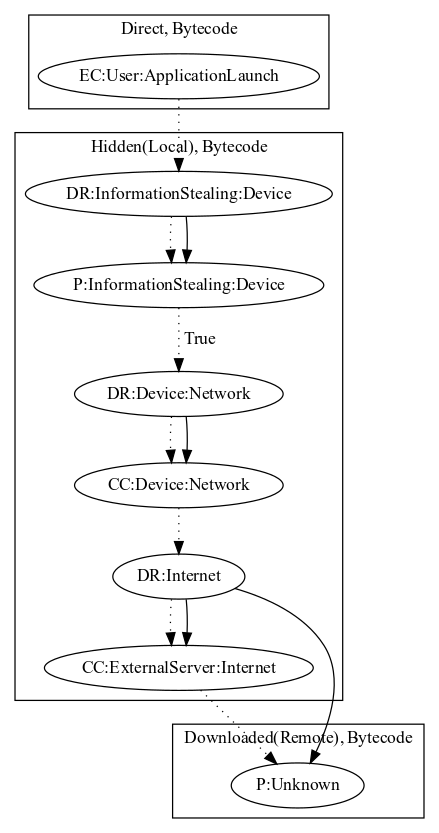 Direct, Bytecode
EC:User:ApplicationLaunch
Hidden(Local), Bytecode
DR:InformationStealing:Device
P:InformationStealing:Device
True
DR:Device:Network
CC:Device:Network
DR:Internet
CC:ExternalServer:Internet
Downloaded(Remote), Bytecode
P:Unknown